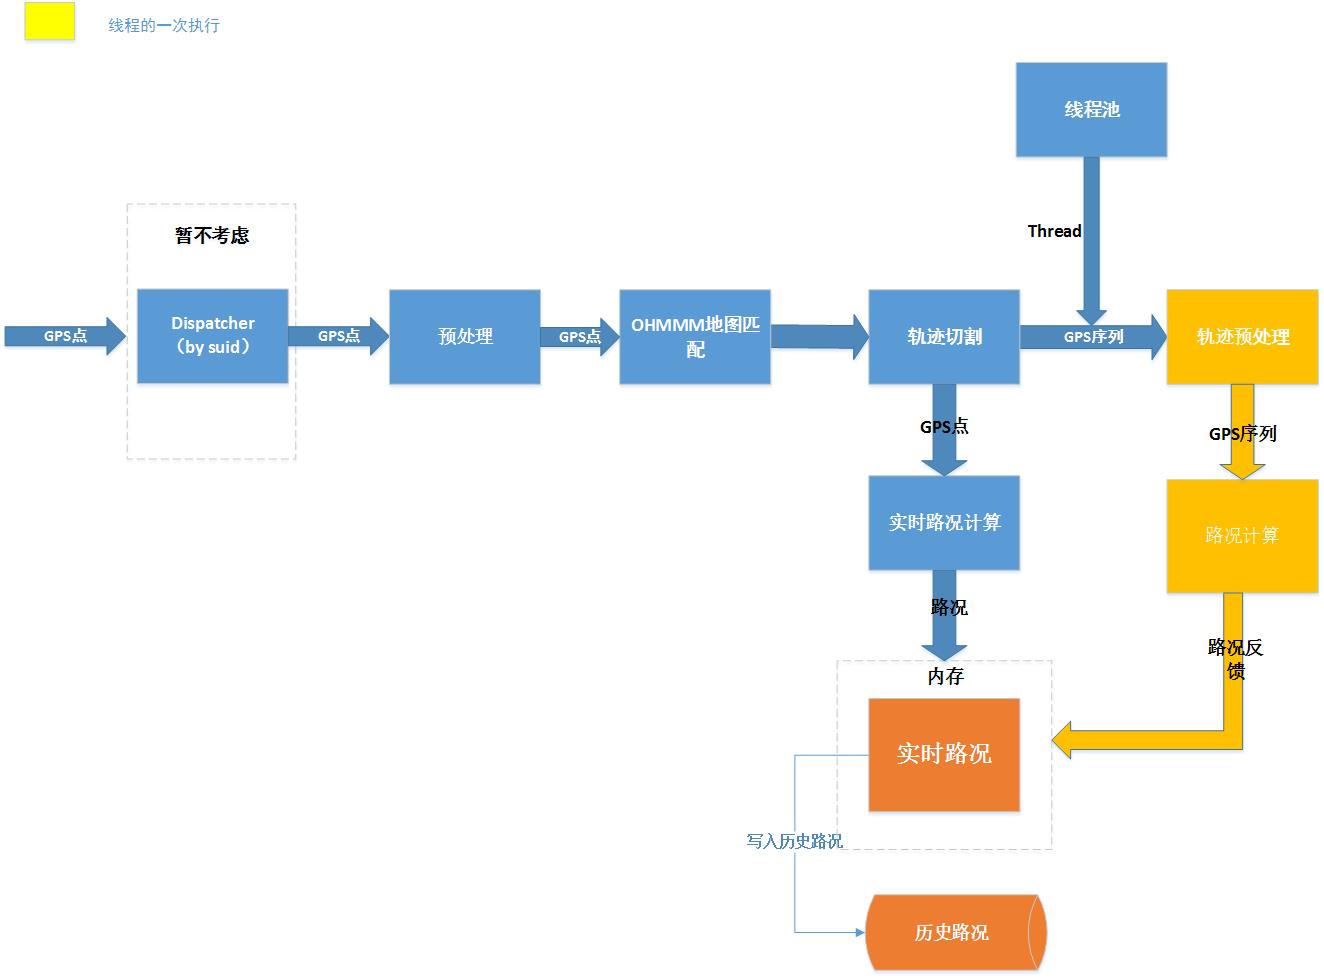 线程的一次执行
线程池
Thread
暂不考虑
GPS点
Dispatcher
（by suid）
GPS点
预处理
GPS点
OHMMM地图匹
配
轨迹切割
GPS序列
轨迹预处理
GPS点
GPS序列
实时路况计算
路况计算
路况
路况反
馈
内存
实时路况
写入历史路况
历史路况